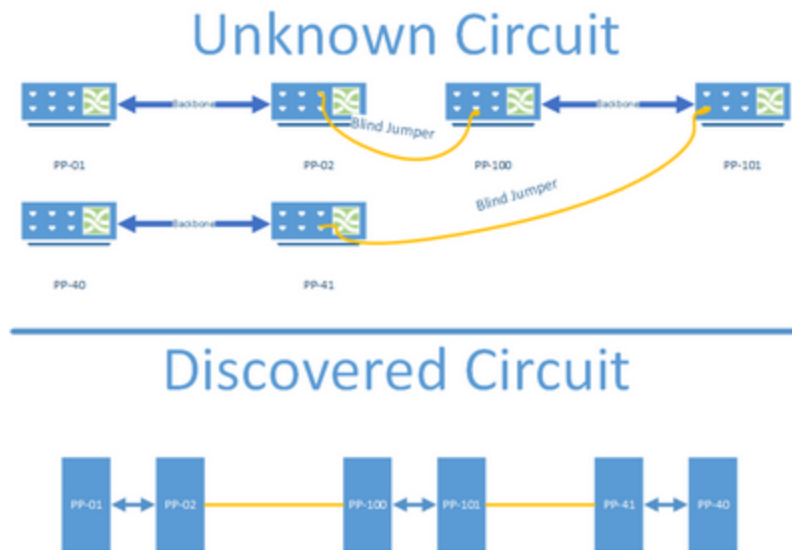 Unknown Circuit
Backbone
Backbone
Blind Jumper
PP-01
PP-02
PP-100
PP-101
Blind Jumper
Backbone
PP-40
PP-41
Discovered Circuit
PP-01
PP-02
PP-100
PP-101
PP-41
PP-40